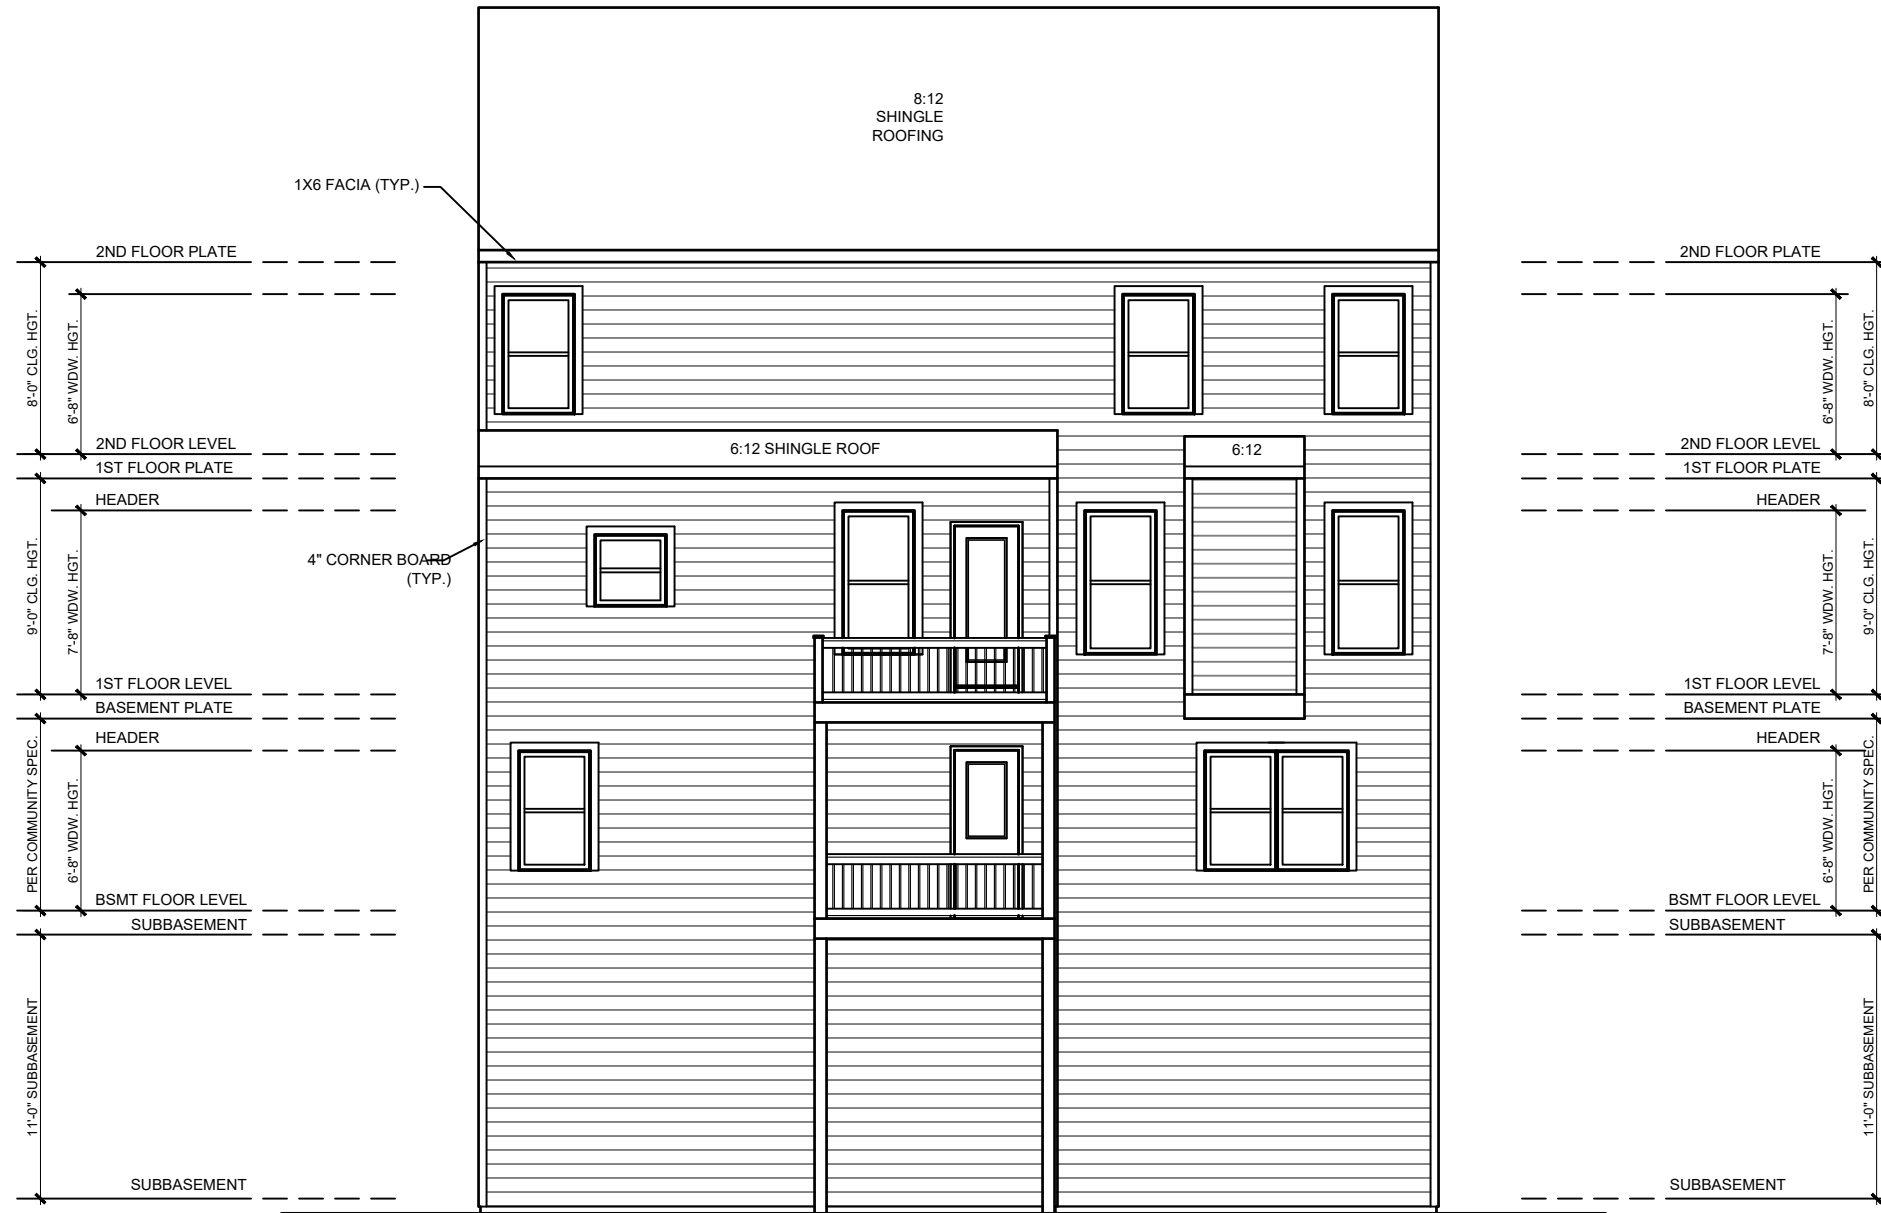 8:12
SHINGLE
ROOFING
1X6 FACIA (TYP.)
2ND FLOOR PLATE
2ND FLOOR PLATE
8'-0" CLG. HGT.
6'-8" WDW. HGT.
6'-8" WDW. HGT.
8'-0" CLG. HGT.
2ND FLOOR LEVEL
6:12 SHINGLE ROOF
6:12
2ND FLOOR LEVEL
1ST FLOOR PLATE
1ST FLOOR PLATE
HEADER
HEADER
4" CORNER BOARD
(TYP.)
9'-0" CLG. HGT.
7'-8" WDW. HGT.
7'-8" WDW. HGT.
9'-0" CLG. HGT.
1ST FLOOR LEVEL
1ST FLOOR LEVEL
BASEMENT PLATE
BASEMENT PLATE
HEADER
HEADER
PER COMMUNITY SPEC.
6'-8" WDW. HGT.
6'-8" WDW. HGT.
PER COMMUNITY SPEC.
BSMT FLOOR LEVEL
BSMT FLOOR LEVEL
SUBBASEMENT
SUBBASEMENT
11'-0" SUBBASEMENT
11'-0" SUBBASEMENT
SUBBASEMENT
SUBBASEMENT